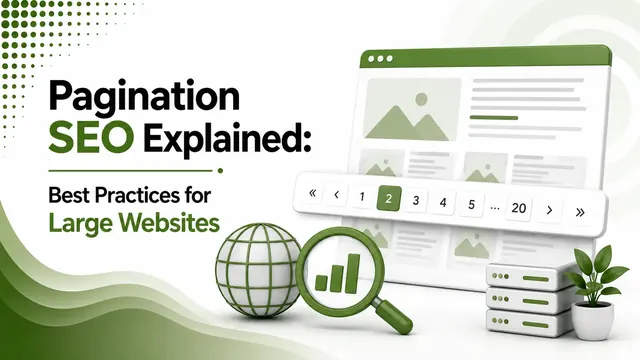 Pagination
SEO Explained:
Best Practices for
Large Websites
« ‹ 1 2 3 4 5 ... 20 › »